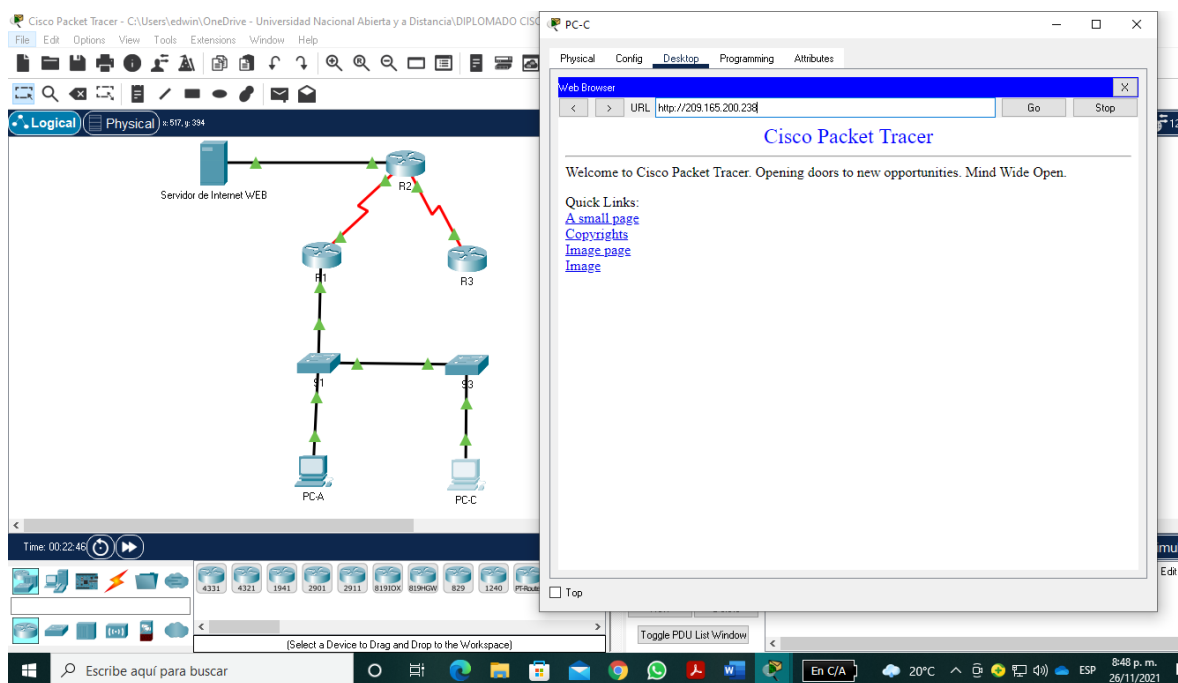 Cisco Packet Tracer - C:\Users\edwin\OneDrive - Universidad Nacional Abierta y a Distancia\DIPLOMADO CISC
File Edit Options View Tools Extensions Window Help
Logical Physical x: 517, y: 394
Servidor de Internet WEB
R2
R1
R3
S1
S3
PC-A
PC-C
Time: 00:22:46
4331 4321 1941 2901 2911 819IOX 819HGW 829 1240 PT-Route
(Select a Device to Drag and Drop to the Workspace)
PC-C
Physical Config Desktop Programming Attributes
Web Browser X
< > URL http://209.165.200.238 Go Stop
Cisco Packet Tracer
Welcome to Cisco Packet Tracer. Opening doors to new opportunities. Mind Wide Open.
Quick Links:
A small page
Copyrights
Image page
Image
Top
Toggle PDU List Window
Edit
Escribe aquí para buscar
En C/A
20°C
ESP
8:48 p. m.
26/11/2021